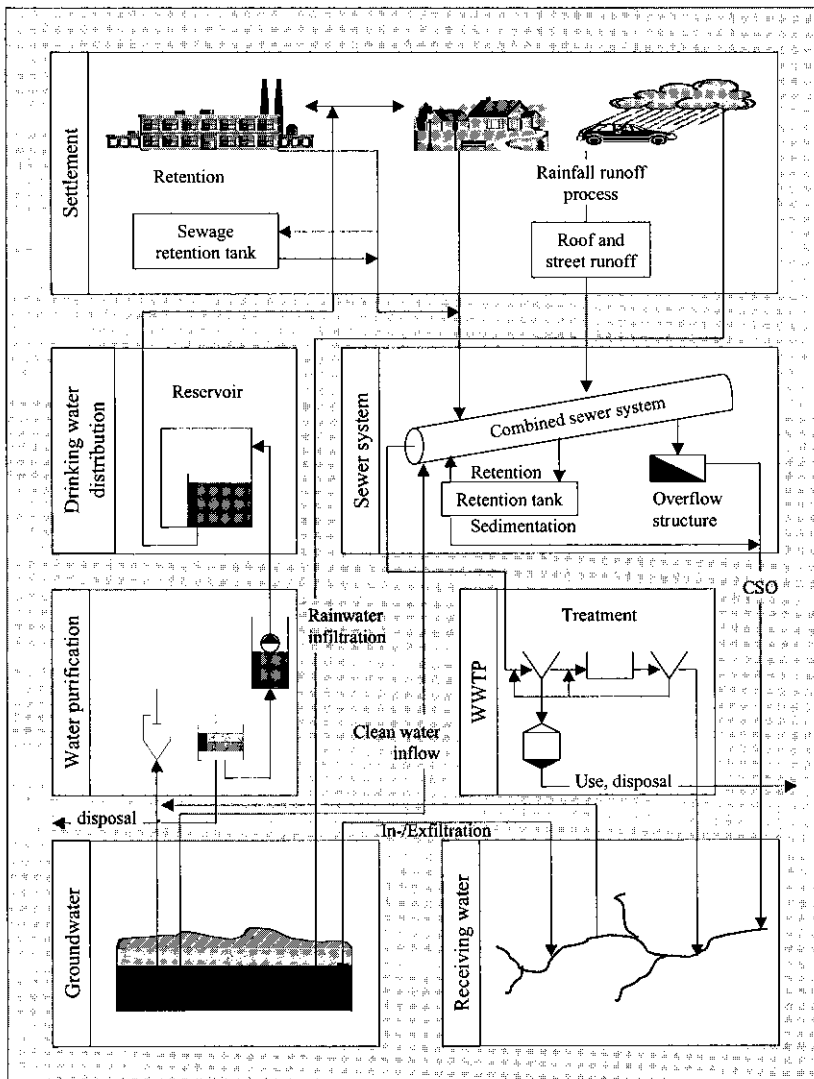 Settlement
Retention
Sewage
retention tank
Rainfall runoff
process
Roof and
street runoff
Drinking water
distribution
Reservoir
Sewer system
Combined sewer system
Retention
Retention tank
Sedimentation
Overflow
structure
CSO
Water purification
Rainwater
infiltration
Clean water
inflow
WWTP
Treatment
Use, disposal
disposal
In-/Exfiltration
Groundwater
Receiving water